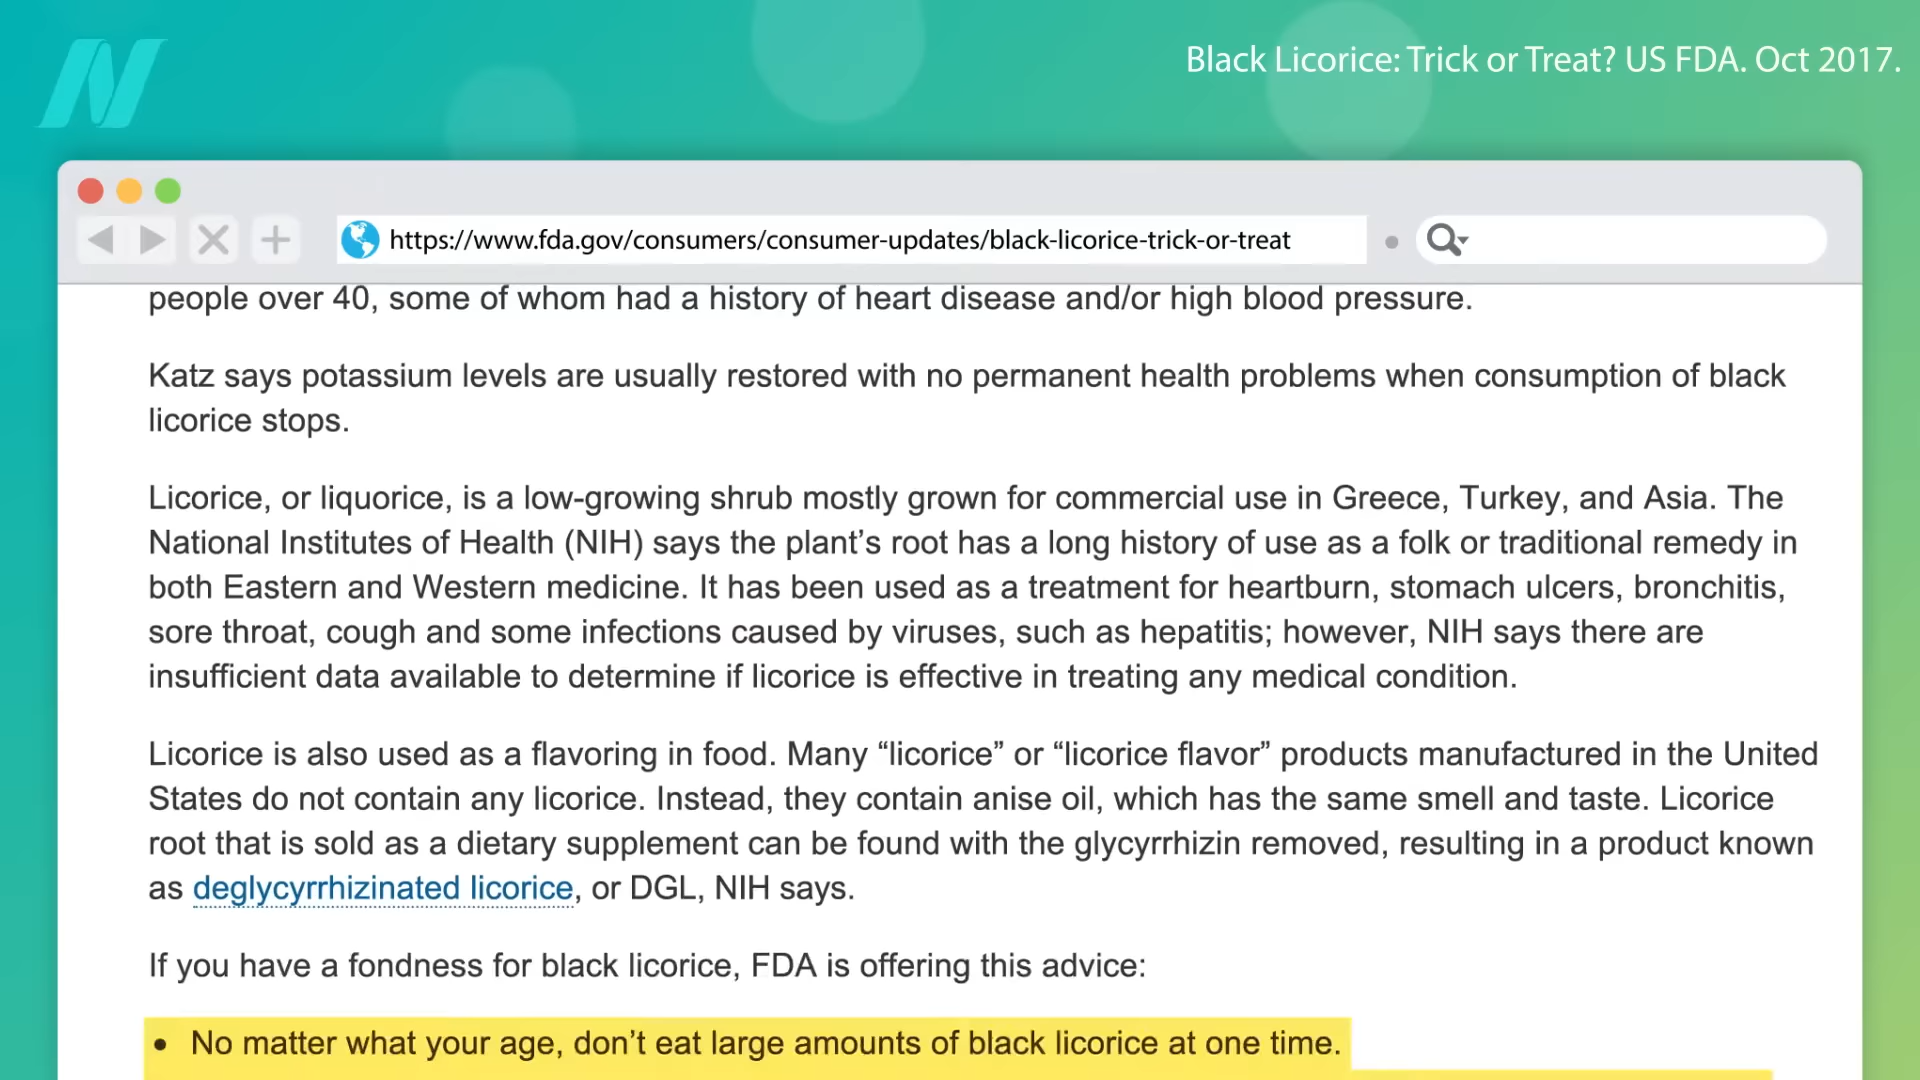 Black Licorice: Trick or Treat? US FDA. Oct 2017.
https://www.fda.gov/consumers/consumer-updates/black-licorice-trick-or-treat
people over 40, some of whom had a history of heart disease and/or high blood pressure.
Katz says potassium levels are usually restored with no permanent health problems when consumption of black
licorice stops.
Licorice, or liquorice, is a low-growing shrub mostly grown for commercial use in Greece, Turkey, and Asia. The
National Institutes of Health (NIH) says the plant’s root has a long history of use as a folk or traditional remedy in
both Eastern and Western medicine. It has been used as a treatment for heartburn, stomach ulcers, bronchitis,
sore throat, cough and some infections caused by viruses, such as hepatitis; however, NIH says there are
insufficient data available to determine if licorice is effective in treating any medical condition.
Licorice is also used as a flavoring in food. Many “licorice” or “licorice flavor” products manufactured in the United
States do not contain any licorice. Instead, they contain anise oil, which has the same smell and taste. Licorice
root that is sold as a dietary supplement can be found with the glycyrrhizin removed, resulting in a product known
as deglycyrrhizinated licorice, or DGL, NIH says.
If you have a fondness for black licorice, FDA is offering this advice:
• No matter what your age, don’t eat large amounts of black licorice at one time.